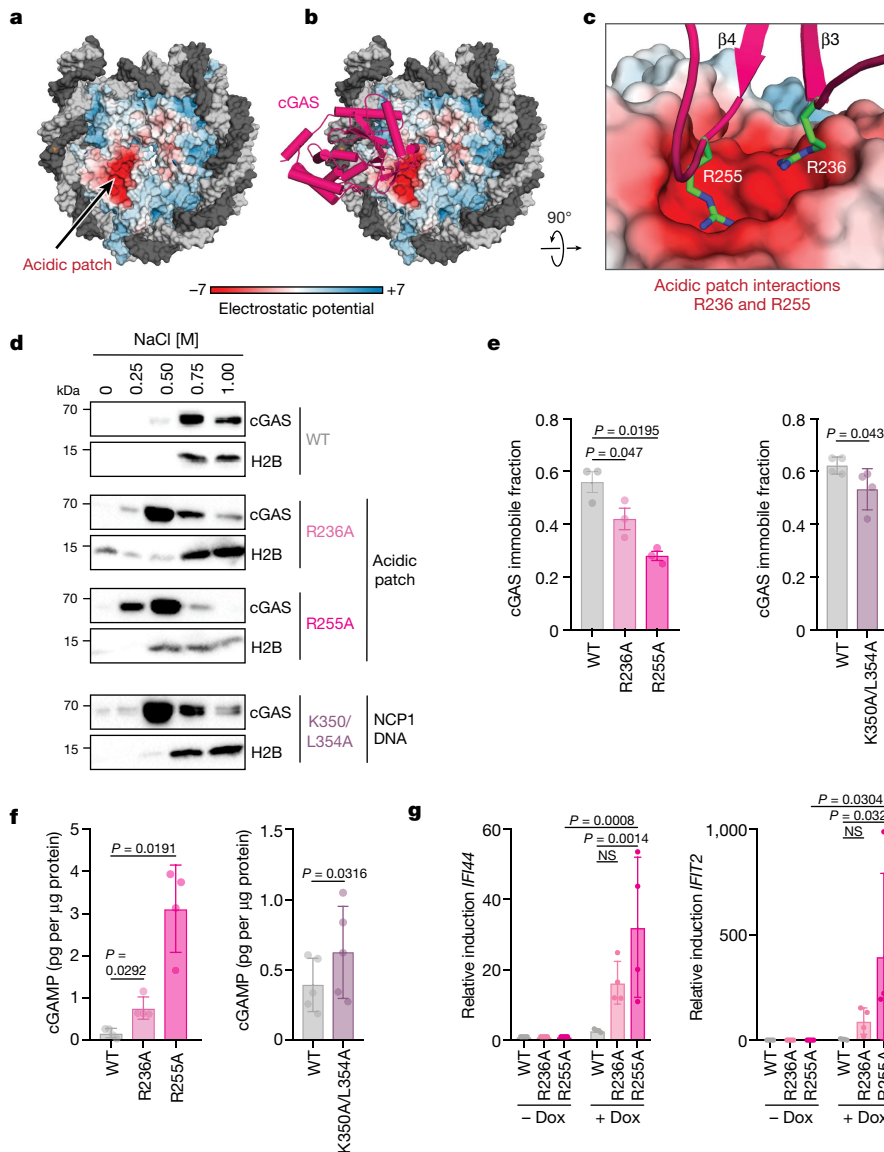 a
b
c
cGAS
Acidic patch
−7
+7
Electrostatic potential
90°
β4
β3
R255
R236
Acidic patch interactions
R236 and R255
d
NaCl [M]
kDa
0
0.25
0.50
0.75
1.00
70
cGAS
15
H2B
WT
70
cGAS
15
H2B
R236A
70
cGAS
15
H2B
R255A
Acidic
patch
70
cGAS
15
H2B
K350/
L354A
NCP1
DNA
e
cGAS immobile fraction
0.8
0.6
0.4
0.2
0
P = 0.0195
P = 0.047
WT
R236A
R255A
cGAS immobile fraction
0.8
0.6
0.4
0.2
0
P = 0.043
WT
K350A/L354A
f
cGAMP (pg per μg protein)
5
4
3
2
1
0
P = 0.0191
P =
0.0292
WT
R236A
R255A
cGAMP (pg per μg protein)
1.5
1.0
0.5
0
P = 0.0316
WT
K350A/L354A
g
Relative induction IFI44
60
40
20
0
P = 0.0008
P = 0.0014
NS
WT
R236A
R255A
WT
R236A
R255A
− Dox
+ Dox
Relative induction IFIT2
1,000
500
0
P = 0.0304
P = 0.032
NS
WT
R236A
R255A
WT
R236A
R255A
− Dox
+ Dox